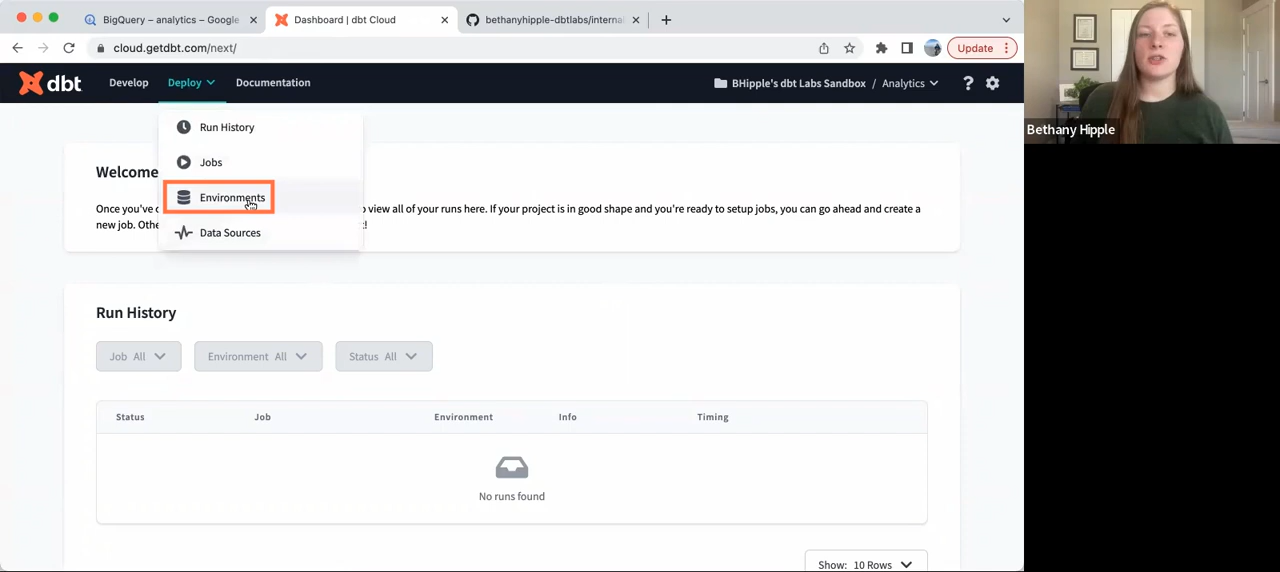 BigQuery – analytics – Google
Dashboard | dbt Cloud
bethanyhipple-dbtlabs/interna
cloud.getdbt.com/next/
Update
dbt
Develop
Deploy
Documentation
BHipple's dbt Labs Sandbox / Analytics
?
Bethany Hipple
Run History
Jobs
Environments
Data Sources
Welcome
Once you've o view all of your runs here. If your project is in good shape and you're ready to setup jobs, you can go ahead and create a
new job. Othe t!
Run History
Job All
Environment All
Status All
Status Job Environment Info Timing
No runs found
Show: 10 Rows